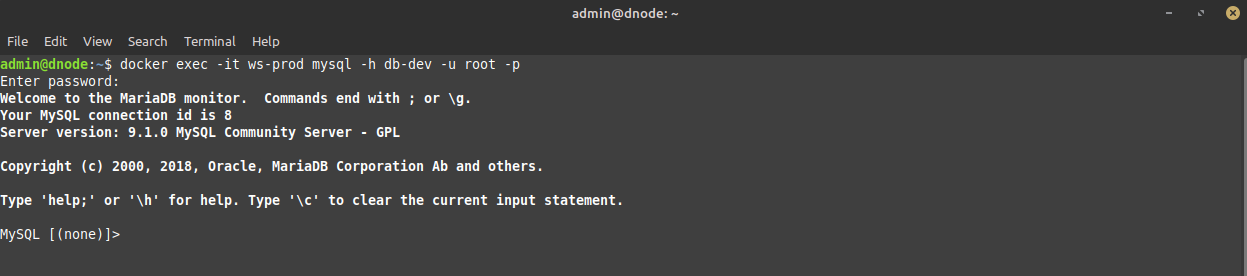 admin@dnode: ~
File Edit View Search Terminal Help
admin@dnode:~$ docker exec -it ws-prod mysql -h db-dev -u root -p
Enter password:
Welcome to the MariaDB monitor.  Commands end with ; or \g.
Your MySQL connection id is 8
Server version: 9.1.0 MySQL Community Server - GPL
Copyright (c) 2000, 2018, Oracle, MariaDB Corporation Ab and others.
Type 'help;' or '\h' for help. Type '\c' to clear the current input statement.
MySQL [(none)]>